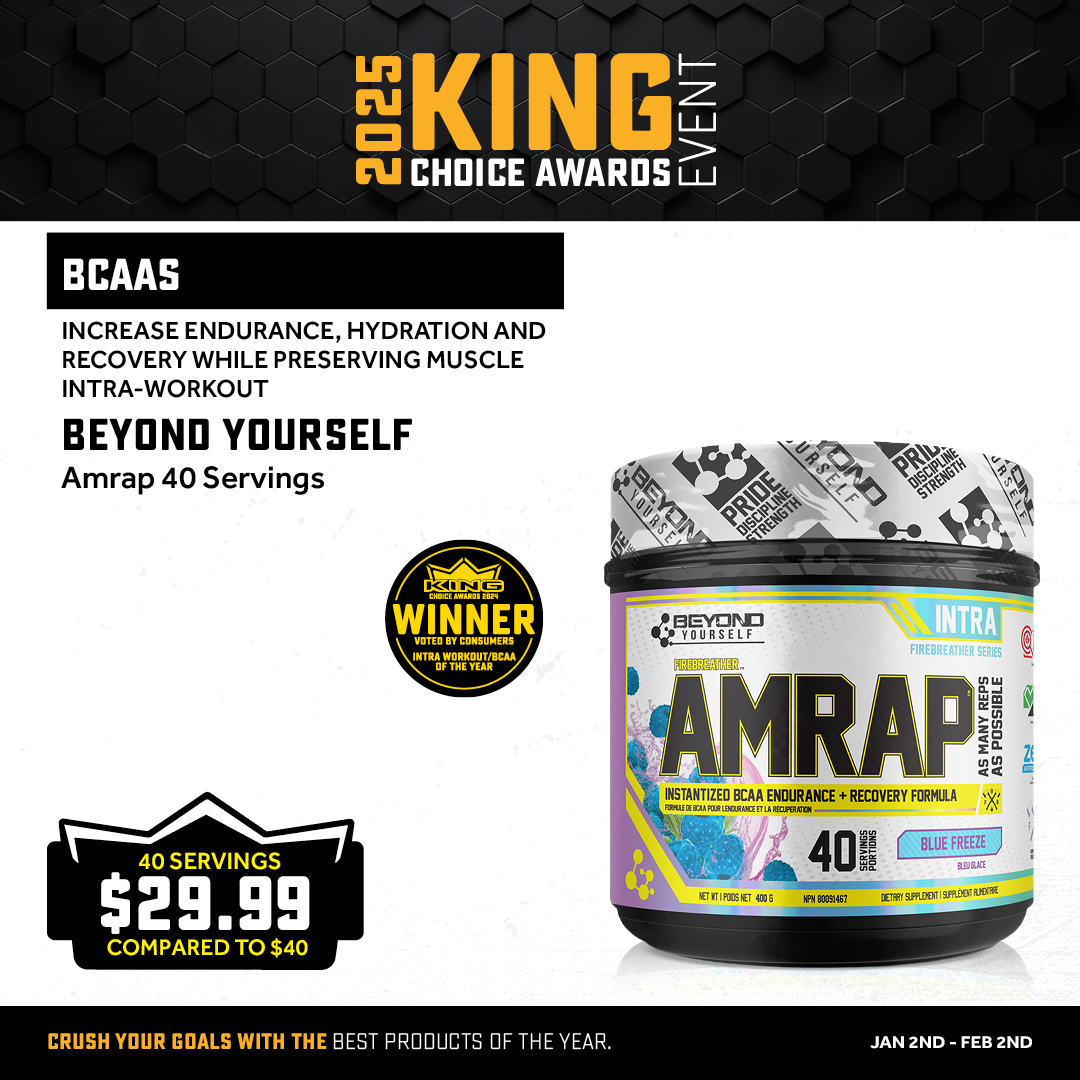 2025
KING
CHOICE AWARDS
EVENT
BCAAS
INCREASE ENDURANCE, HYDRATION AND
RECOVERY WHILE PRESERVING MUSCLE
INTRA-WORKOUT
BEYOND YOURSELF
Amrap 40 Servings
KING
CHOICE AWARDS 2024
WINNER
VOTED BY CONSUMERS
INTRA WORKOUT/BCAA
OF THE YEAR
BEYOND
YOURSELF
PRIDE
DISCIPLINE
STRENGTH
BEYOND
YOURSELF
INTRA
FIREBREATHER SERIES
FIREBREATHER™
AMRAP
AS MANY REPS
AS POSSIBLE
INSTANTIZED BCAA ENDURANCE + RECOVERY FORMULA
FORMULE DE BCAA POUR L'ENDURANCE ET LA RÉCUPÉRATION
40
SERVINGS
PORTIONS
BLUE FREEZE
BLEU GLACE
NET WT | POIDS NET 400 G
NPN 80091467
DIETARY SUPPLEMENT | SUPPLÉMENT ALIMENTAIRE
40 SERVINGS
$29.99
COMPARED TO $40
CRUSH YOUR GOALS WITH THE BEST PRODUCTS OF THE YEAR.
JAN 2ND - FEB 2ND